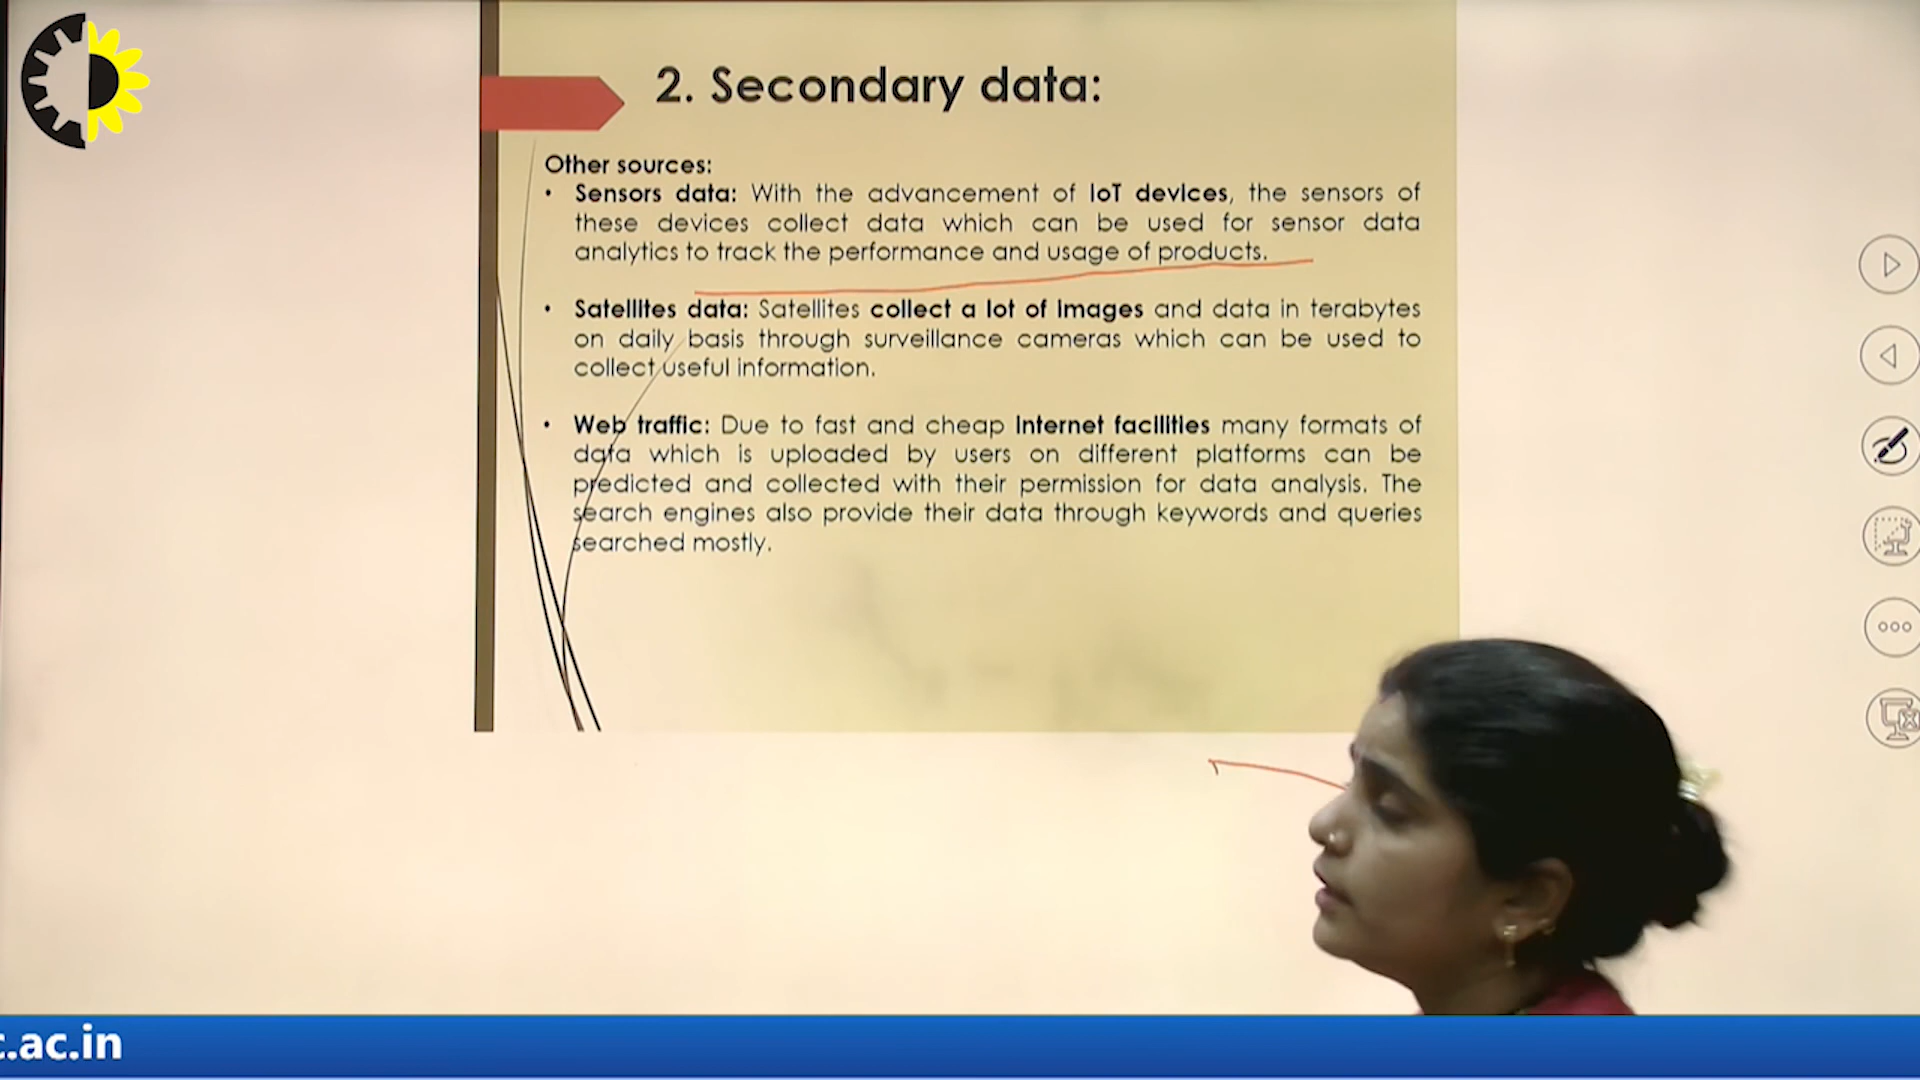 2. Secondary data:
Other sources:
• Sensors data: With the advancement of IoT devices, the sensors of
these devices collect data which can be used for sensor data
analytics to track the performance and usage of products.
• Satellites data: Satellites collect a lot of images and data in terabytes
on daily basis through surveillance cameras which can be used to
collect useful information.
• Web traffic: Due to fast and cheap internet facilities many formats of
data which is uploaded by users on different platforms can be
predicted and collected with their permission for data analysis. The
search engines also provide their data through keywords and queries
searched mostly.
.ac.in